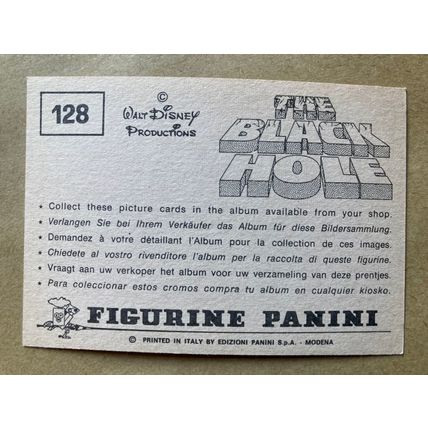 128
©
WALT DISNEY
PRODUCTIONS
THE
BLACK
HOLE
• Collect these picture cards in the album available from your shop.
• Verlangen Sie bei Ihrem Verkäufer das Album für diese Bildersammlung.
• Demandez à votre détaillant l'Album pour la collection de ces images.
• Chiedete al vostro rivenditore l'album per la raccolta di queste figurine.
• Vraagt aan uw verkoper het album voor uw verzameling van deze prentjes.
• Para coleccionar estos cromos compra tu album en cualquier kiosko.
FIGURINE PANINI
© PRINTED IN ITALY BY EDIZIONI PANINI S.p.A. - MODENA